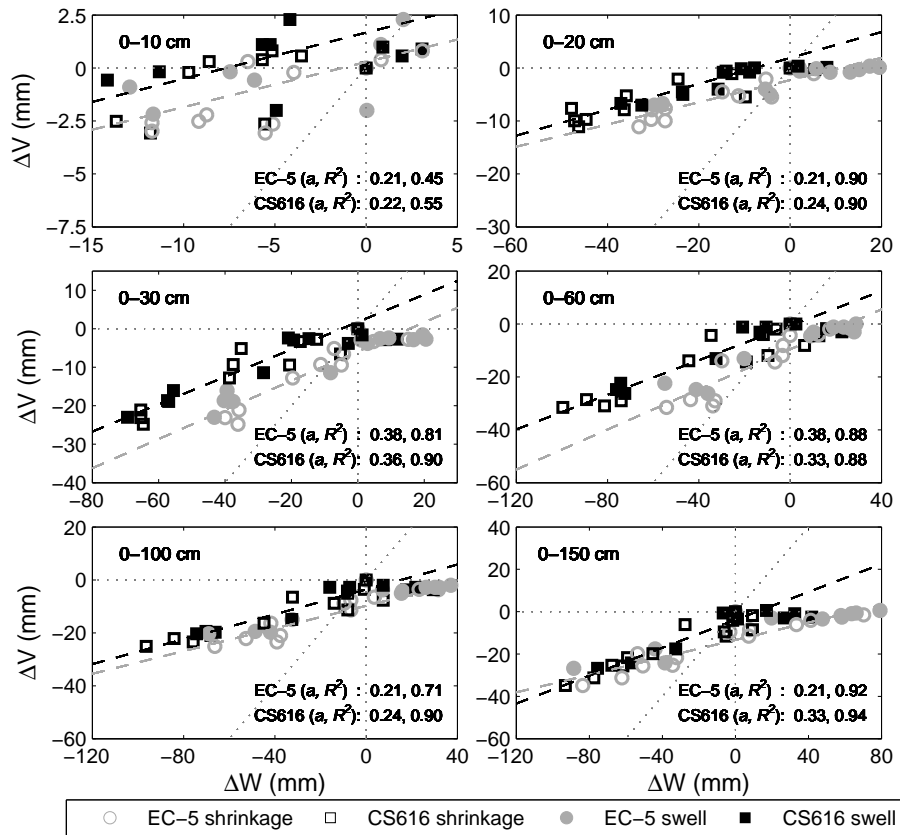 2.5
0
−2.5
−5
−7.5
ΔV (mm)
0−10 cm
EC−5 (a, R²) : 0.21, 0.45
CS616 (a, R²): 0.22, 0.55
−15
−10
−5
0
5
10
0
−10
−20
−30
0−20 cm
EC−5 (a, R²) : 0.21, 0.90
CS616 (a, R²): 0.24, 0.90
−60
−40
−20
0
20
10
0
−10
−20
−30
−40
ΔV (mm)
0−30 cm
EC−5 (a, R²) : 0.38, 0.81
CS616 (a, R²): 0.36, 0.90
−80
−60
−40
−20
0
20
20
0
−20
−40
−60
0−60 cm
EC−5 (a, R²) : 0.38, 0.88
CS616 (a, R²): 0.33, 0.88
−120
−80
−40
0
40
20
0
−20
−40
−60
ΔV (mm)
0−100 cm
EC−5 (a, R²) : 0.21, 0.71
CS616 (a, R²): 0.24, 0.90
−120
−80
−40
0
40
ΔW (mm)
40
20
0
−20
−40
−60
0−150 cm
EC−5 (a, R²) : 0.21, 0.92
CS616 (a, R²): 0.33, 0.94
−120
−80
−40
0
40
80
ΔW (mm)
EC−5 shrinkage
CS616 shrinkage
EC−5 swell
CS616 swell